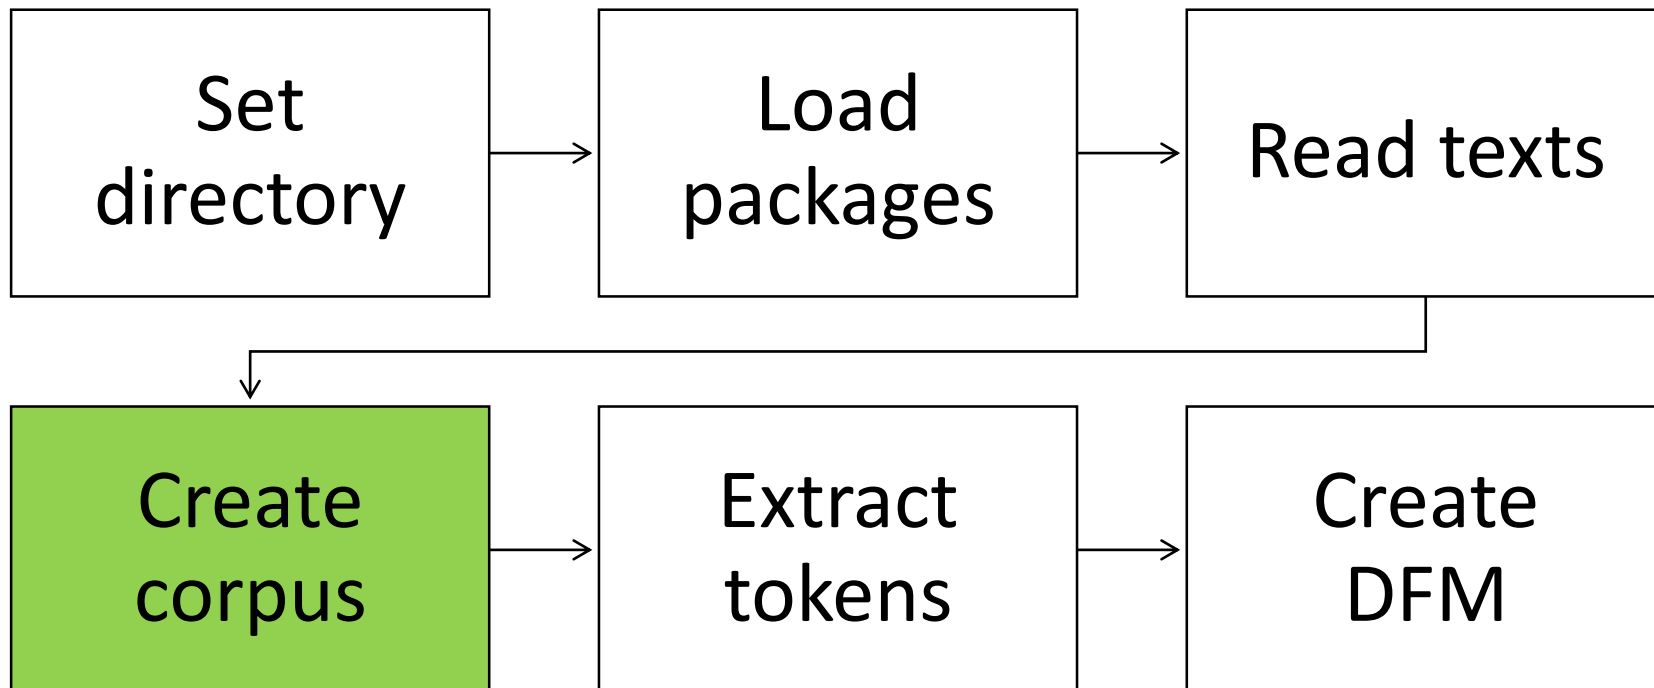 Set
directory
Load
packages
Read texts
Create
corpus
Extract
tokens
Create
DFM